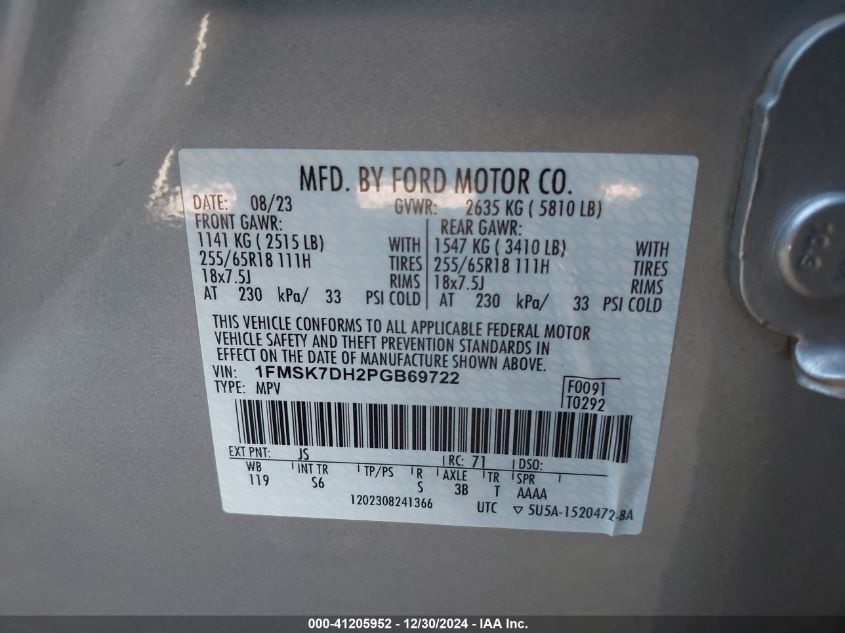 MFD. BY FORD MOTOR CO.
DATE: 08/23 GVWR: 2635 KG ( 5810 LB)
FRONT GAWR: REAR GAWR:
1141 KG ( 2515 LB) WITH 1547 KG ( 3410 LB) WITH
255/65R18 111H TIRES 255/65R18 111H TIRES
18x7.5J RIMS 18x7.5J RIMS
AT 230 kPa/ 33 PSI COLD AT 230 kPa/ 33 PSI COLD
THIS VEHICLE CONFORMS TO ALL APPLICABLE FEDERAL MOTOR
VEHICLE SAFETY AND THEFT PREVENTION STANDARDS IN
EFFECT ON THE DATE OF MANUFACTURE SHOWN ABOVE.
VIN: 1FMSK7DH2PGB69722
TYPE: MPV
F0091
T0292
EXT PNT: JS RC: 71 DSO:
WB INT TR TP/PS R AXLE TR SPR
119 S6 S 3B T AAAA
1202308241366 UTC ▽ 5U5A-1520472-BA
000-41205952 - 12/30/2024 - IAA Inc.